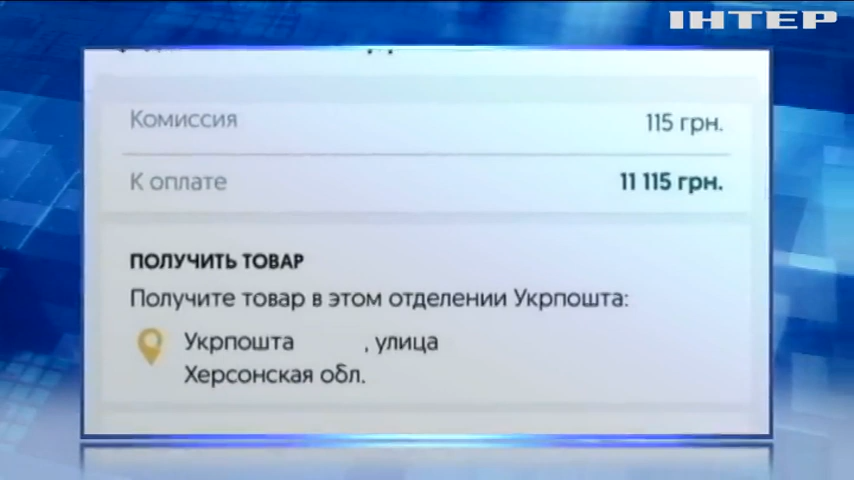 ІНТЕР
Комиссия 115 грн.
К оплате 11 115 грн.
ПОЛУЧИТЬ ТОВАР
Получите товар в этом отделении Укрпошта:
Укрпошта , улица
Херсонская обл.